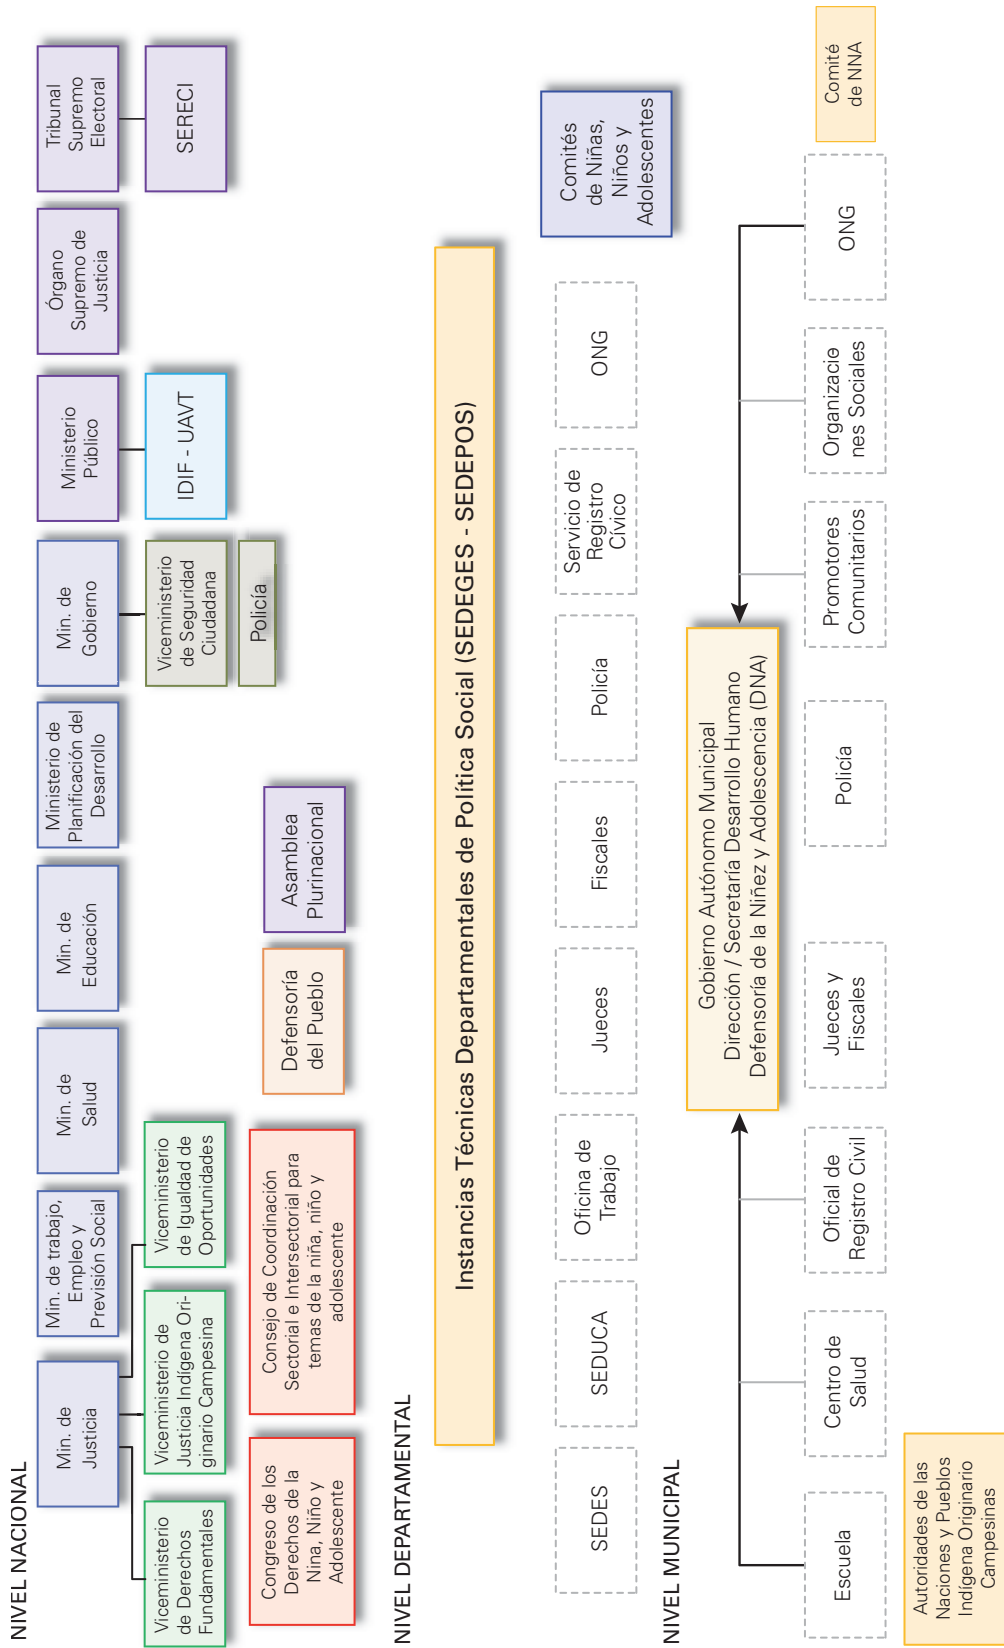 NIVEL NACIONAL
Min. de
Justicia
Min. de trabajo,
Empleo y
Previsión Social
Min. de
Salud
Min. de
Educación
Ministerio de
Planificación del
Desarrollo
Min. de
Gobierno
Ministerio
Público
Órgano
Supremo de
Justicia
Tribunal
Supremo
Electoral
Viceministerio
de Derechos
Fundamentales
Viceministerio de
Justicia Indígena Ori-
ginario Campesina
Viceministerio
de Igualdad de
Oportunidades
Viceministerio
de Seguridad
Ciudadana
Policía
IDIF - UAVT
SERECI
Congreso de los
Derechos de la
Nina, Niño y
Adolescente
Consejo de Coordinación
Sectorial e Intersectorial para
temas de la niña, niño y
adolescente
Defensoría
del Pueblo
Asamblea
Plurinacional
NIVEL DEPARTAMENTAL
Instancias Técnicas Departamentales de Política Social (SEDEGES - SEDEPOS)
SEDES
SEDUCA
Oficina de
Trabajo
Jueces
Fiscales
Policía
Servicio de
Registro
Cívico
ONG
Comités
de Niñas,
Niños y
Adolescentes
NIVEL MUNICIPAL
Gobierno Autónomo Municipal
Dirección / Secretaría Desarrollo Humano
Defensoría de la Niñez y Adolescencia (DNA)
Escuela
Centro de
Salud
Oficial de
Registro Civil
Jueces y
Fiscales
Policía
Promotores
Comunitarios
Organizacio
nes Sociales
ONG
Comité
de NNA
Autoridades de las
Naciones y Pueblos
Indígena Originario
Campesinas